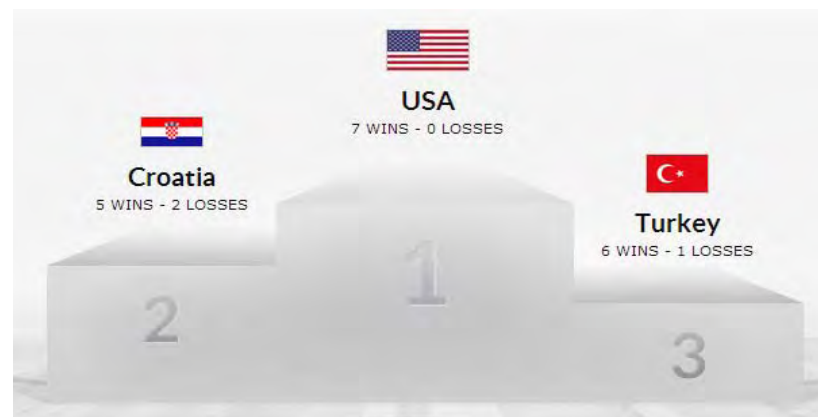 USA
7 WINS - 0 LOSSES
Croatia
5 WINS - 2 LOSSES
Turkey
6 WINS - 1 LOSSES
1
2
3